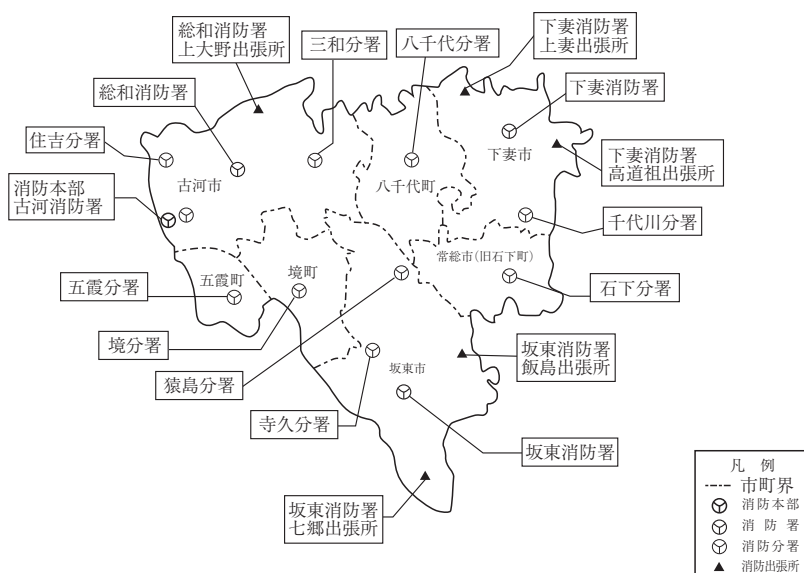 総和消防署
上大野出張所
三和分署
八千代分署
下妻消防署
上妻出張所
総和消防署
下妻消防署
住吉分署
下妻市
下妻消防署
高道祖出張所
古河市
八千代町
消防本部
古河消防署
千代川分署
常総市(旧石下町)
五霞町
境町
五霞分署
石下分署
境分署
坂東消防署
飯島出張所
猿島分署
坂東市
寺久分署
坂東消防署
坂東消防署
七郷出張所
凡 例
市町界
消防本部
消 防 署
消防分署
消防出張所